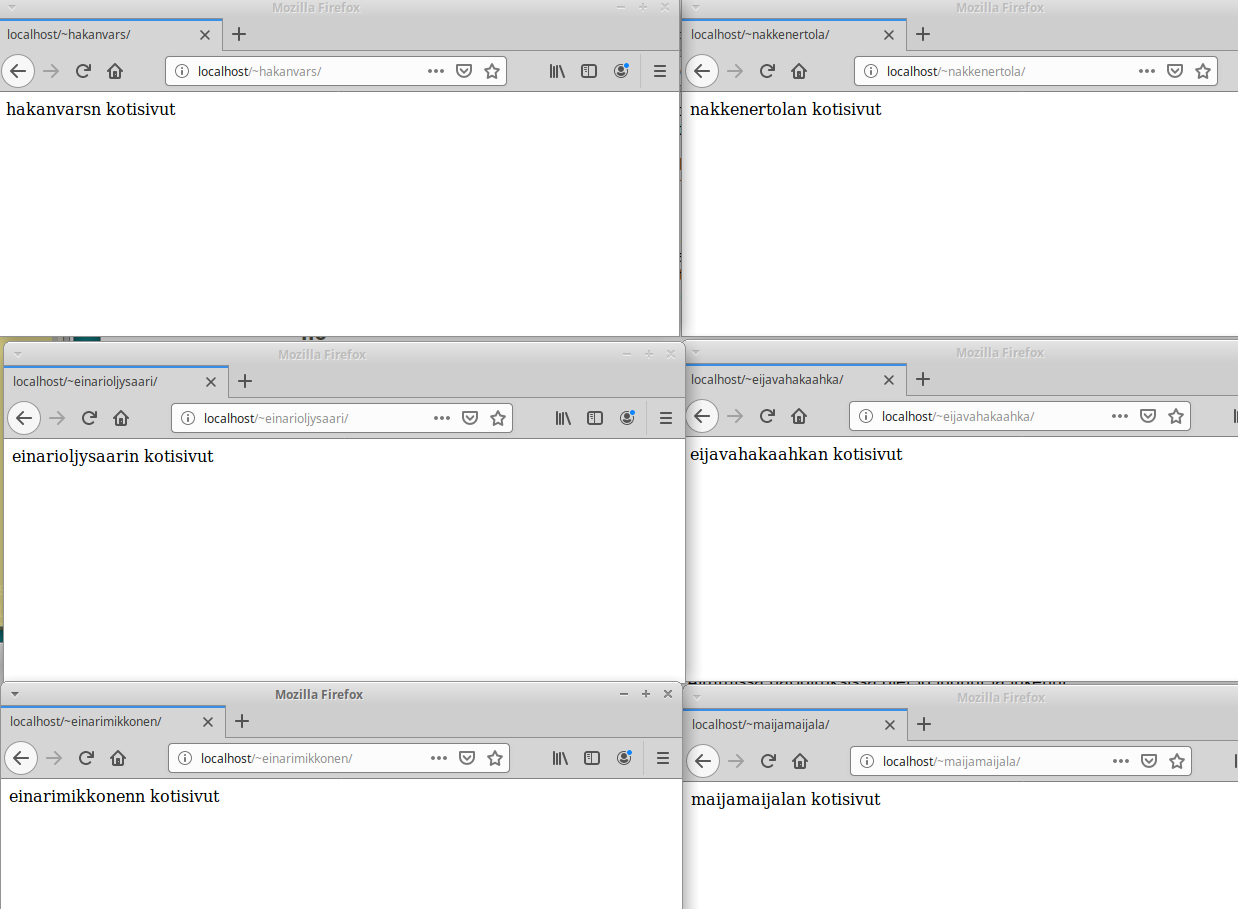 Mozilla Firefox
localhost/~hakanvars/
localhost/~hakanvars/
hakanvarsn kotisivut
Mozilla Firefox
localhost/~nakkenertola/
localhost/~nakkenertola/
nakkenertolan kotisivut
Mozilla Firefox
localhost/~einarioljysaari/
localhost/~einarioljysaari/
einarioljysaarin kotisivut
Mozilla Firefox
localhost/~eijavahakaahka/
localhost/~eijavahakaahka/
eijavahakaahkan kotisivut
Mozilla Firefox
localhost/~einarimikkonen/
localhost/~einarimikkonen/
einarimikkonenn kotisivut
Mozilla Firefox
localhost/~maijamaijala/
localhost/~maijamaijala/
maijamaijalan kotisivut